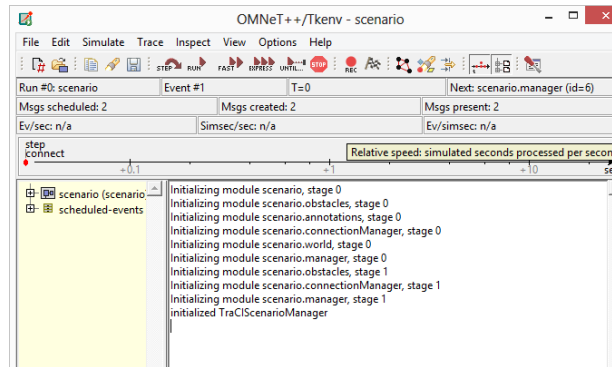 OMNeT++/Tkenv - scenario
File Edit Simulate Trace Inspect View Options Help
STEP RUN FAST EXPRESS UNTIL... STOP REC
Run #0: scenario Event #1 T=0 Next: scenario.manager (id=6)
Msgs scheduled: 2 Msgs created: 2 Msgs present: 2
Ev/sec: n/a Simsec/sec: n/a Ev/simsec: n/a
step
connect Relative speed: simulated seconds processed per secon
+0.1 +1 +10 se
scenario (scenario
scheduled-events
Initializing module scenario, stage 0
Initializing module scenario.obstacles, stage 0
Initializing module scenario.annotations, stage 0
Initializing module scenario.connectionManager, stage 0
Initializing module scenario.world, stage 0
Initializing module scenario.manager, stage 0
Initializing module scenario.obstacles, stage 1
Initializing module scenario.connectionManager, stage 1
Initializing module scenario.manager, stage 1
initialized TraCIScenarioManager